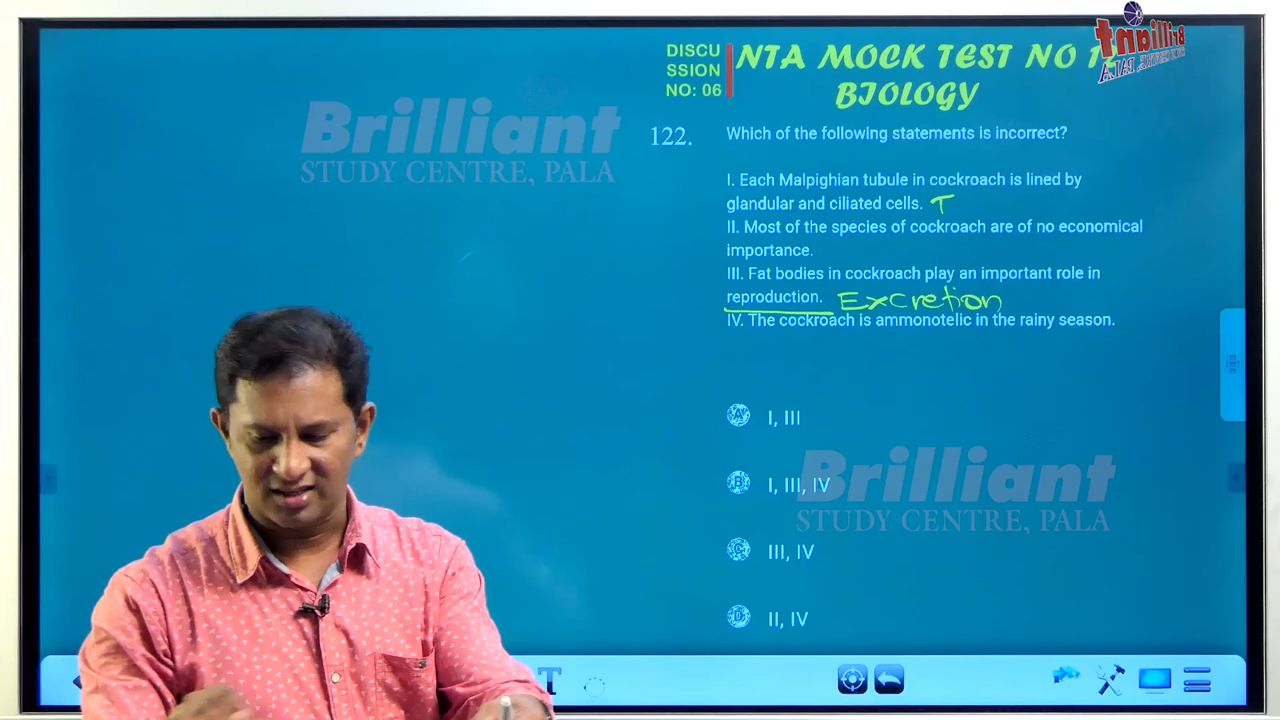 DISCU
SSION
NO: 06
NTA MOCK TEST NO 12
BIOLOGY
Brilliant
Brilliant
STUDY CENTRE, PALA
122.
Which of the following statements is incorrect?
I. Each Malpighian tubule in cockroach is lined by
glandular and ciliated cells. T
II. Most of the species of cockroach are of no economical
importance.
III. Fat bodies in cockroach play an important role in
reproduction. Excretion
IV. The cockroach is ammonotelic in the rainy season.
A I, III
B I, III, IV
Brilliant
STUDY CENTRE, PALA
C III, IV
D II, IV
T